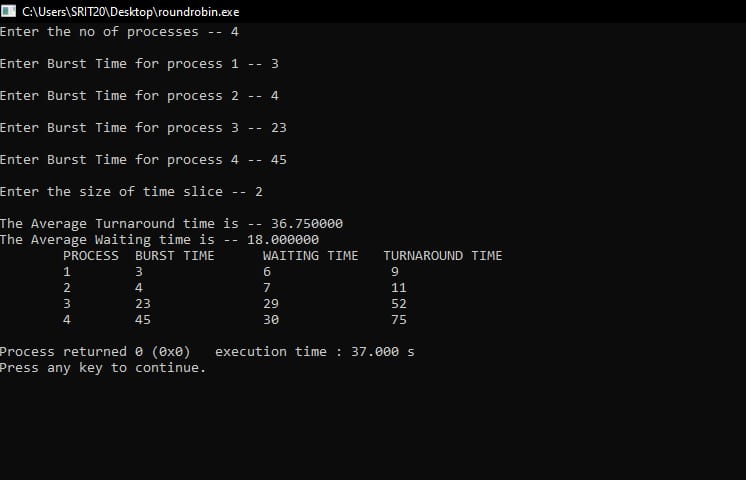 C:\Users\SRIT20\Desktop\roundrobin.exe
Enter the no of processes -- 4
Enter Burst Time for process 1 -- 3
Enter Burst Time for process 2 -- 4
Enter Burst Time for process 3 -- 23
Enter Burst Time for process 4 -- 45
Enter the size of time slice -- 2
The Average Turnaround time is -- 36.750000
The Average Waiting time is -- 18.000000
PROCESS BURST TIME WAITING TIME TURNAROUND TIME
1 3 6 9
2 4 7 11
3 23 29 52
4 45 30 75
Process returned 0 (0x0) execution time : 37.000 s
Press any key to continue.